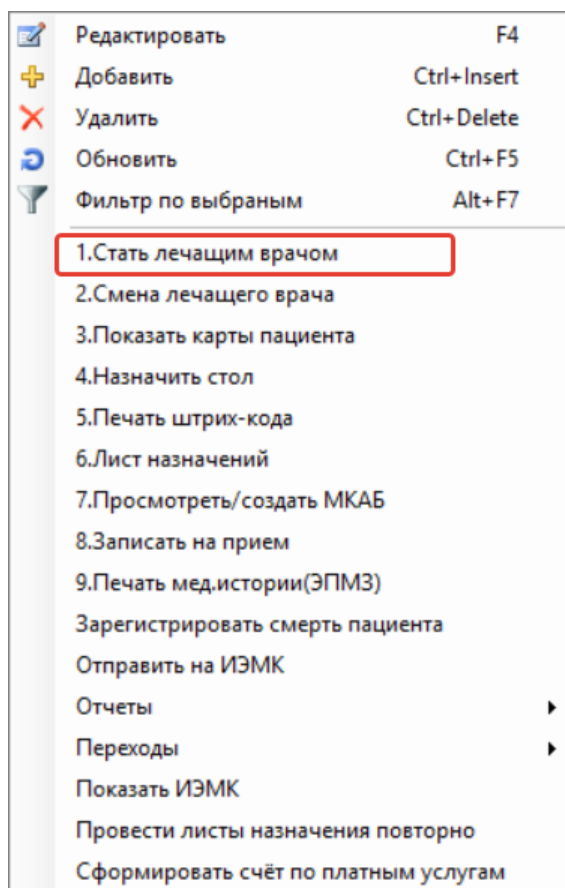 Редактировать F4
Добавить Ctrl+Insert
Удалить Ctrl+Delete
Обновить Ctrl+F5
Фильтр по выбраным Alt+F7
1.Стать лечащим врачом
2.Смена лечащего врача
3.Показать карты пациента
4.Назначить стол
5.Печать штрих-кода
6.Лист назначений
7.Просмотреть/создать МКАБ
8.Записать на прием
9.Печать мед.истории(ЭПМЗ)
Зарегистрировать смерть пациента
Отправить на ИЭМК
Отчеты
Переходы
Показать ИЭМК
Провести листы назначения повторно
Сформировать счёт по платным услугам